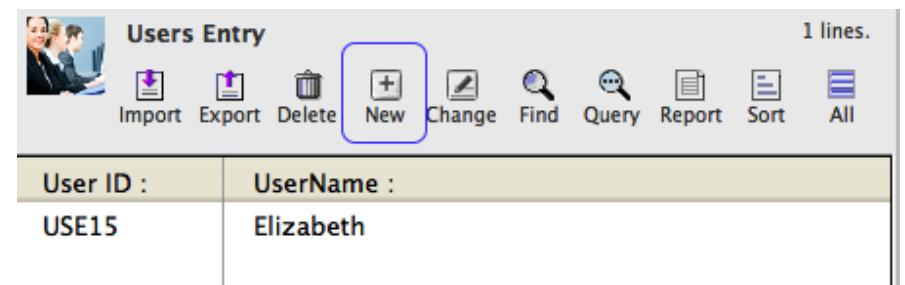 Users Entry 1 lines.
Import Export Delete New Change Find Query Report Sort All
User ID : UserName :
USE15 Elizabeth